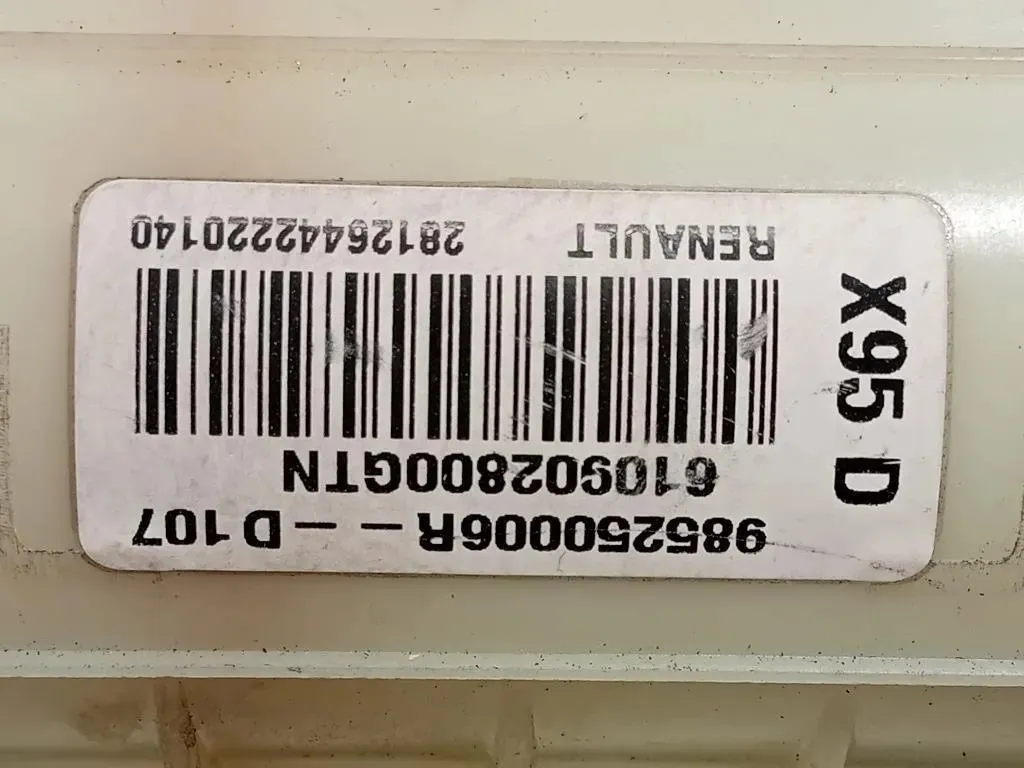 985250006R – – D 107
610902800GTN
RENAULT 28126442220140
X95 D